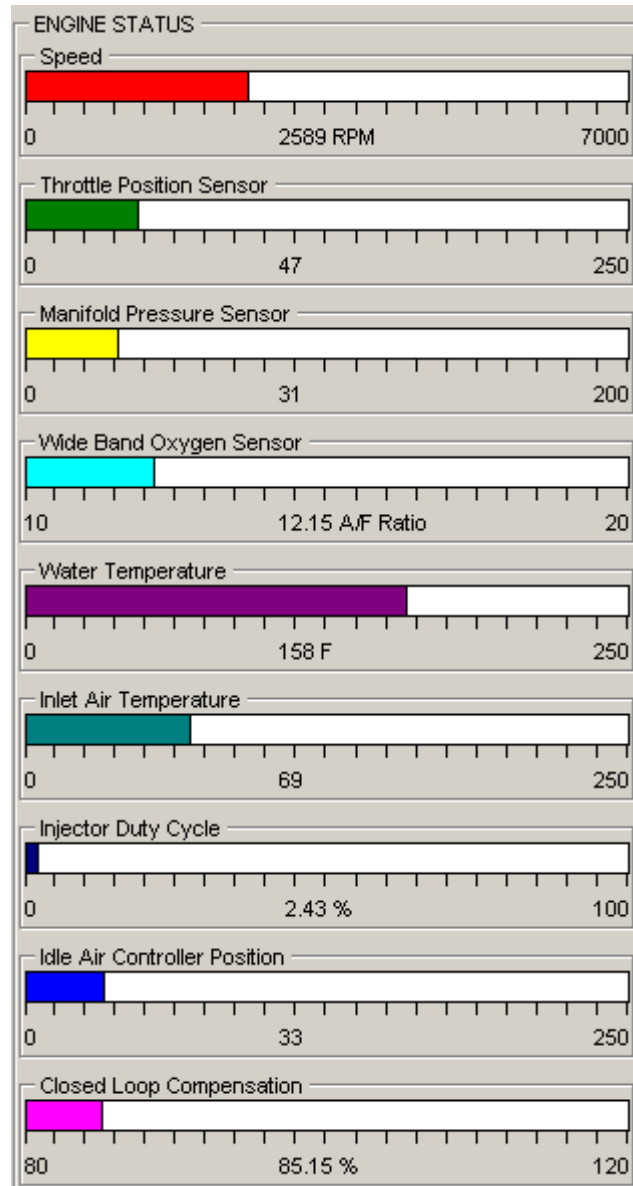 ENGINE STATUS
Speed
0 2589 RPM 7000
Throttle Position Sensor
0 47 250
Manifold Pressure Sensor
0 31 200
Wide Band Oxygen Sensor
10 12.15 A/F Ratio 20
Water Temperature
0 158 F 250
Inlet Air Temperature
0 69 250
Injector Duty Cycle
0 2.43 % 100
Idle Air Controller Position
0 33 250
Closed Loop Compensation
80 85.15 % 120